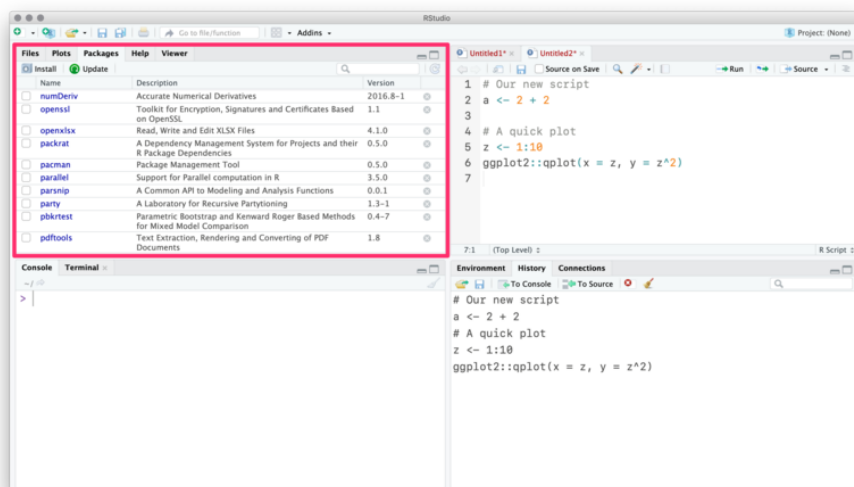 RStudio
Go to file/function Addins Project: (None)
Files Plots Packages Help Viewer
Install Update
Name Description Version
numDeriv Accurate Numerical Derivatives 2016.8-1
openssl Toolkit for Encryption, Signatures and Certificates Based 1.1
on OpenSSL
openxlsx Read, Write and Edit XLSX Files 4.1.0
packrat A Dependency Management System for Projects and their 0.5.0
R Package Dependencies
pacman Package Management Tool 0.5.0
parallel Support for Parallel computation in R 3.5.0
parsnip A Common API to Modeling and Analysis Functions 0.0.1
party A Laboratory for Recursive Partytioning 1.3-1
pbkrtest Parametric Bootstrap and Kenward Roger Based Methods 0.4-7
for Mixed Model Comparison
pdftools Text Extraction, Rendering and Converting of PDF 1.8
Documents
Untitled1* Untitled2*
Source on Save Run Source
1 # Our new script
2 a <- 2 + 2
3
4 # A quick plot
5 z <- 1:10
6 ggplot2::qplot(x = z, y = z^2)
7
7:1 (Top Level) R Script
Console Terminal
~/
>
Environment History Connections
To Console To Source
# Our new script
a <- 2 + 2
# A quick plot
z <- 1:10
ggplot2::qplot(x = z, y = z^2)